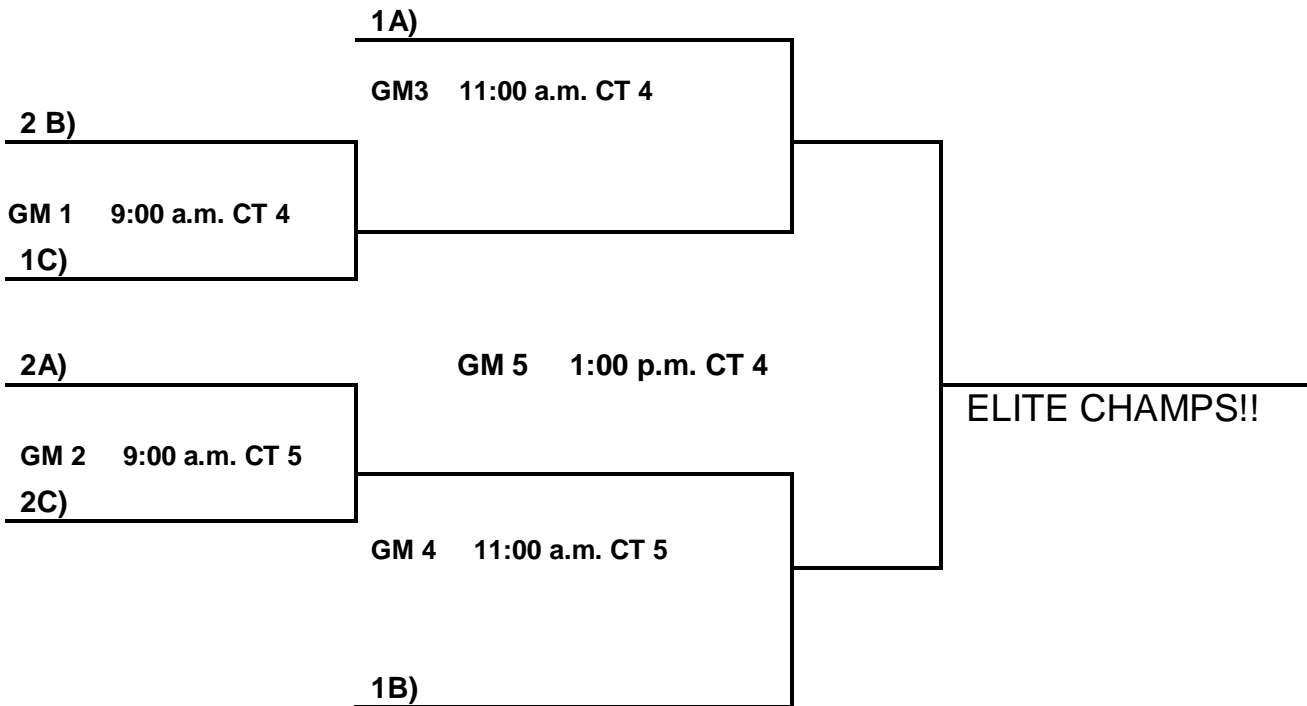 1A)
GM3 11:00 a.m. CT 4
2 B)
GM 1 9:00 a.m. CT 4
1C)
2A)
GM 5 1:00 p.m. CT 4
ELITE CHAMPS!!
GM 2 9:00 a.m. CT 5
2C)
GM 4 11:00 a.m. CT 5
1B)